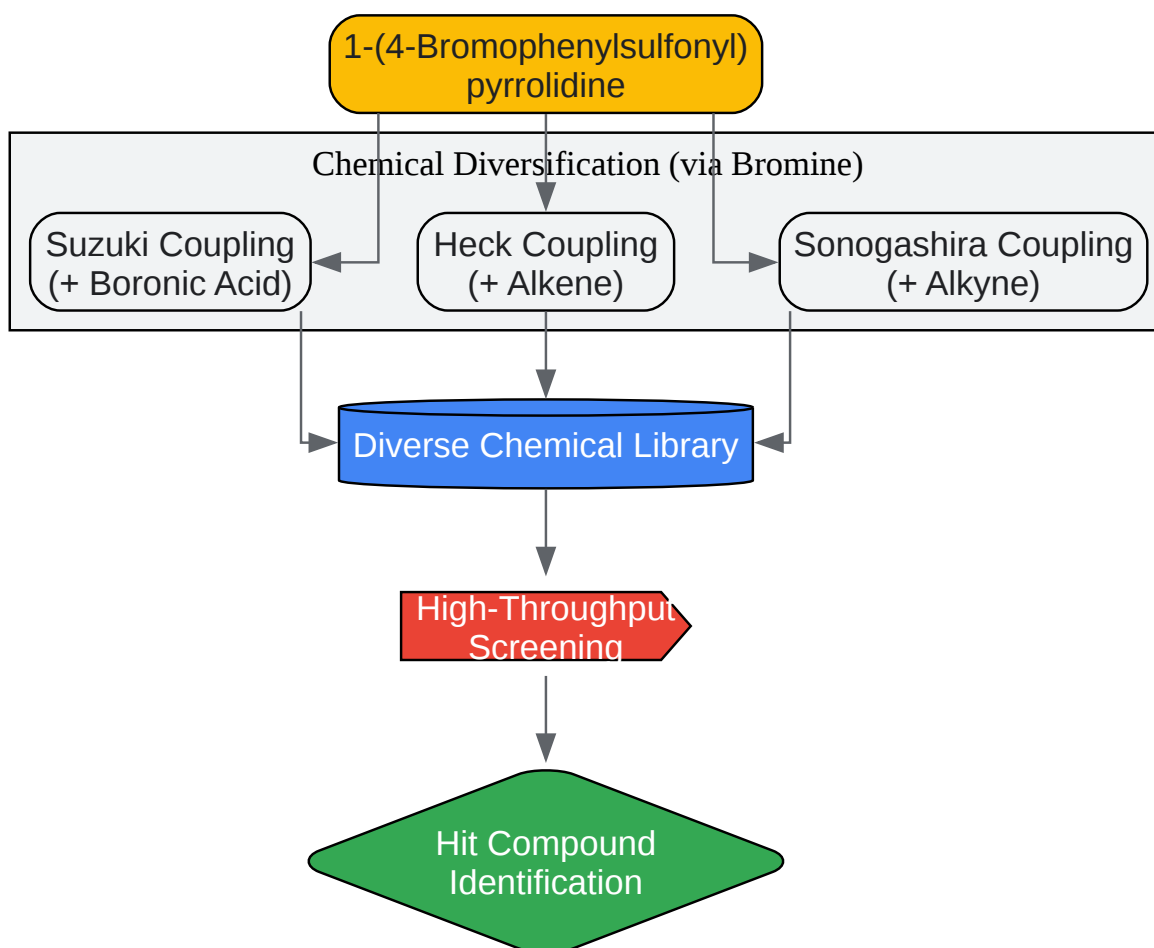 1-(4-Bromophenylsulfonyl)
pyrrolidine
Chemical Diversification (via Bromine)
Suzuki Coupling
(+ Boronic Acid)
Heck Coupling
(+ Alkene)
Sonogashira Coupling
(+ Alkyne)
Diverse Chemical Library
High-Throughput
Screening
Hit Compound
Identification